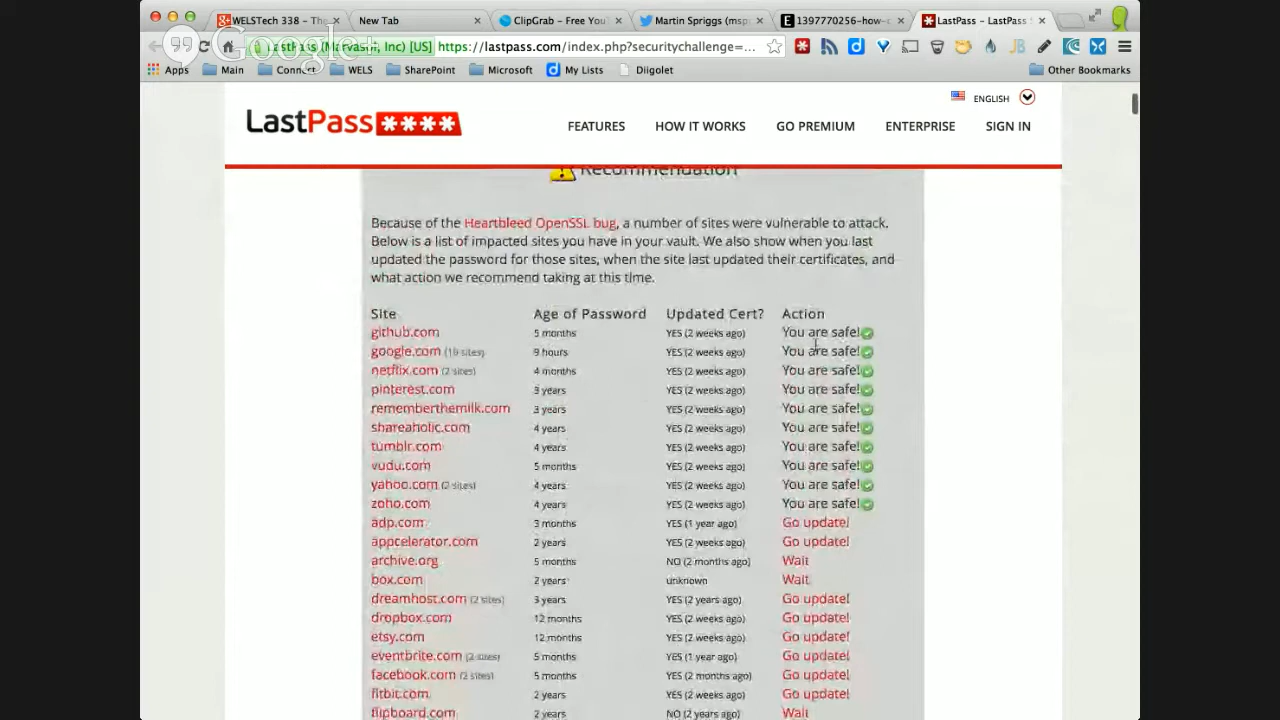 WELSTech 338 – The
New Tab
ClipGrab – Free You
Martin Spriggs (msp
1397770256-how-c
LastPass – LastPass
Google+
LastPass (Marvasol, Inc) [US] https://lastpass.com/index.php?securitychallenge=...
Apps Main Connect WELS SharePoint Microsoft My Lists Diigolet Other Bookmarks
ENGLISH
LastPass ****
FEATURES HOW IT WORKS GO PREMIUM ENTERPRISE SIGN IN
Recommendation
Because of the Heartbleed OpenSSL bug, a number of sites were vulnerable to attack.
Below is a list of impacted sites you have in your vault. We also show when you last
updated the password for those sites, when the site last updated their certificates, and
what action we recommend taking at this time.
Site Age of Password Updated Cert? Action
github.com 5 months YES (2 weeks ago) You are safe!
google.com (10 sites) 9 hours YES (2 weeks ago) You are safe!
netflix.com (2 sites) 4 months YES (2 weeks ago) You are safe!
pinterest.com 3 years YES (2 weeks ago) You are safe!
rememberthemilk.com 3 years YES (2 weeks ago) You are safe!
shareaholic.com 4 years YES (2 weeks ago) You are safe!
tumblr.com 4 years YES (2 weeks ago) You are safe!
vudu.com 5 months YES (2 weeks ago) You are safe!
yahoo.com (2 sites) 4 years YES (2 weeks ago) You are safe!
zoho.com 4 years YES (2 weeks ago) You are safe!
adp.com 3 months YES (1 year ago) Go update!
appcelerator.com 2 years YES (2 weeks ago) Go update!
archive.org 5 months NO (2 months ago) Wait
box.com 2 years unknown Wait
dreamhost.com (2 sites) 3 years YES (2 years ago) Go update!
dropbox.com 12 months YES (2 weeks ago) Go update!
etsy.com 12 months YES (2 weeks ago) Go update!
eventbrite.com (2 sites) 5 months YES (1 year ago) Go update!
facebook.com (2 sites) 5 months YES (2 months ago) Go update!
fitbit.com 2 years YES (2 weeks ago) Go update!
flipboard.com 2 years NO (2 years ago) Wait